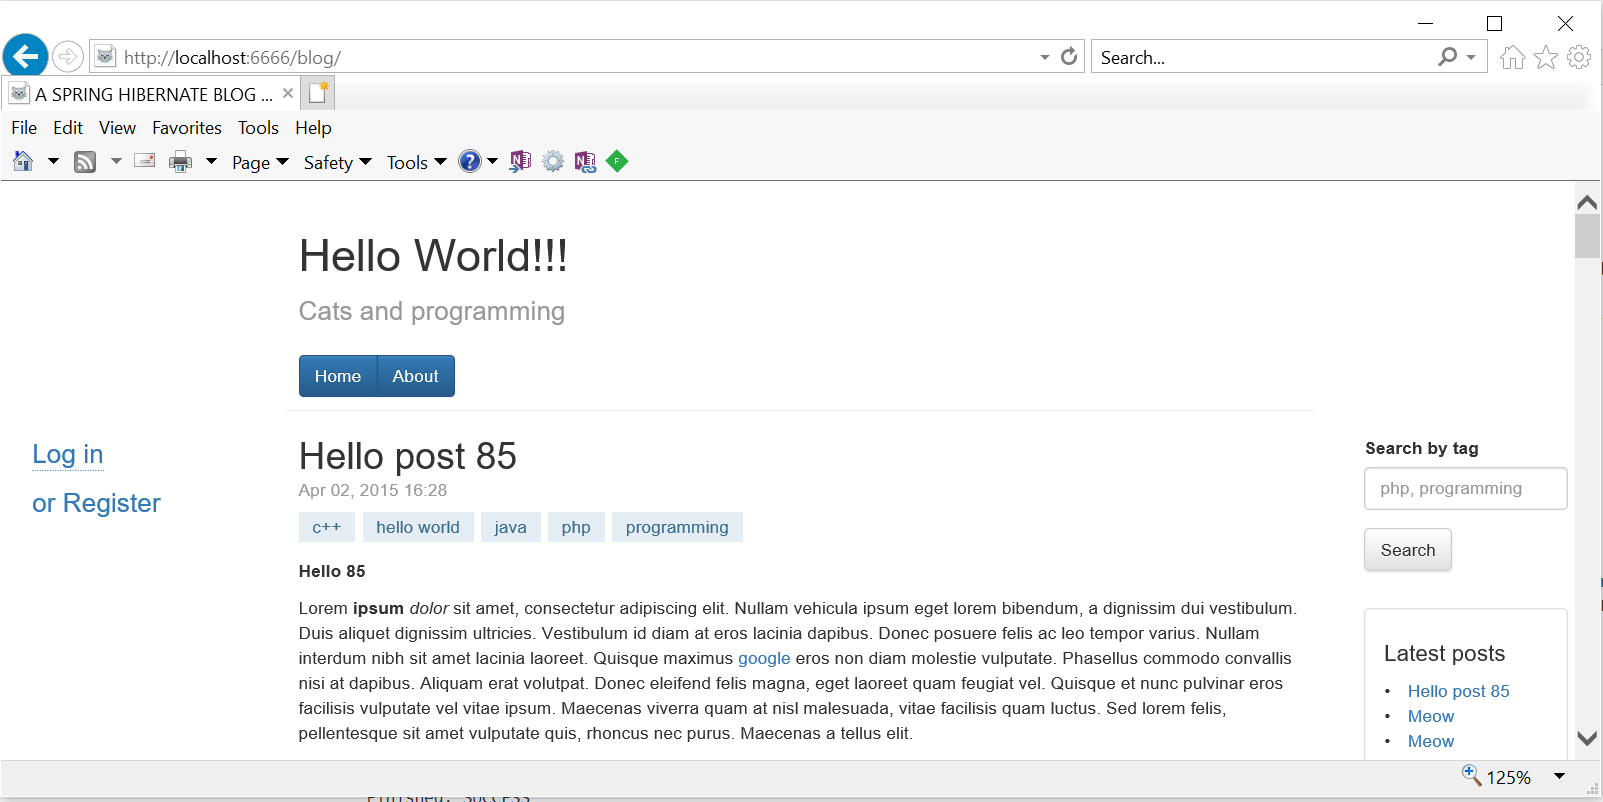 http://localhost:6666/blog/
Search...
A SPRING HIBERNATE BLOG ...
File Edit View Favorites Tools Help
Page Safety Tools
Hello World!!!
Cats and programming
Home About
Log in
or Register
Hello post 85
Apr 02, 2015 16:28
c++ hello world java php programming
Hello 85
Lorem ipsum dolor sit amet, consectetur adipiscing elit. Nullam vehicula ipsum eget lorem bibendum, a dignissim dui vestibulum.
Duis aliquet dignissim ultricies. Vestibulum id diam at eros lacinia dapibus. Donec posuere felis ac leo tempor varius. Nullam
interdum nibh sit amet lacinia laoreet. Quisque maximus google eros non diam molestie vulputate. Phasellus commodo convallis
nisi at dapibus. Aliquam erat volutpat. Donec eleifend felis magna, eget laoreet quam feugiat vel. Quisque et nunc pulvinar eros
facilisis vulputate vel vitae ipsum. Maecenas viverra quam at nisl malesuada, vitae facilisis quam luctus. Sed lorem felis,
pellentesque sit amet vulputate quis, rhoncus nec purus. Maecenas a tellus elit.
Search by tag
php, programming
Search
Latest posts
• Hello post 85
• Meow
• Meow
125%